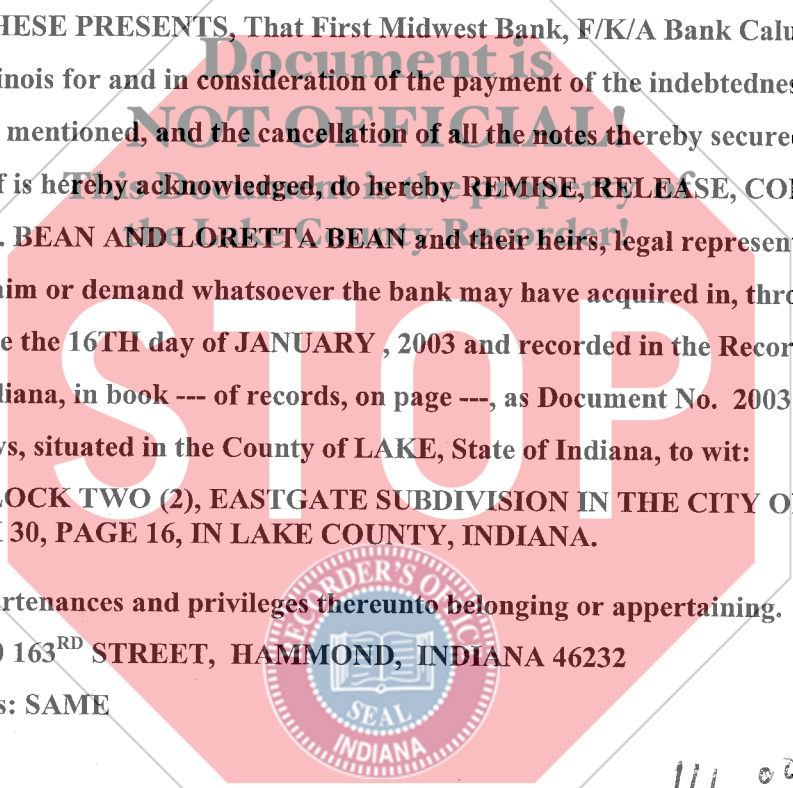 HESE PRESENTS, That First Midwest Bank, F/K/A Bank Calu
Document is
inois for and in consideration of the payment of the indebtednes
NOT OFFICIAL!
mentioned, and the cancellation of all the notes thereby secure
This Document is the property of
f is hereby acknowledged, do hereby REMISE, RELEASE, CO
the Lake County Recorder!
. BEAN AND LORETTA BEAN and their heirs, legal represen
aim or demand whatsoever the bank may have acquired in, thro
STOP
e the 16TH day of JANUARY , 2003 and recorded in the Recor
diana, in book --- of records, on page ---, as Document No. 2003
vs, situated in the County of LAKE, State of Indiana, to wit:
LOCK TWO (2), EASTGATE SUBDIVISION IN THE CITY O
30, PAGE 16, IN LAKE COUNTY, INDIANA.
rtenances and privileges thereunto belonging or appertaining.
163RD STREET, HAMMOND, INDIANA 46232
s: SAME
RECORDER'S OFFICE
SEAL
INDIANA